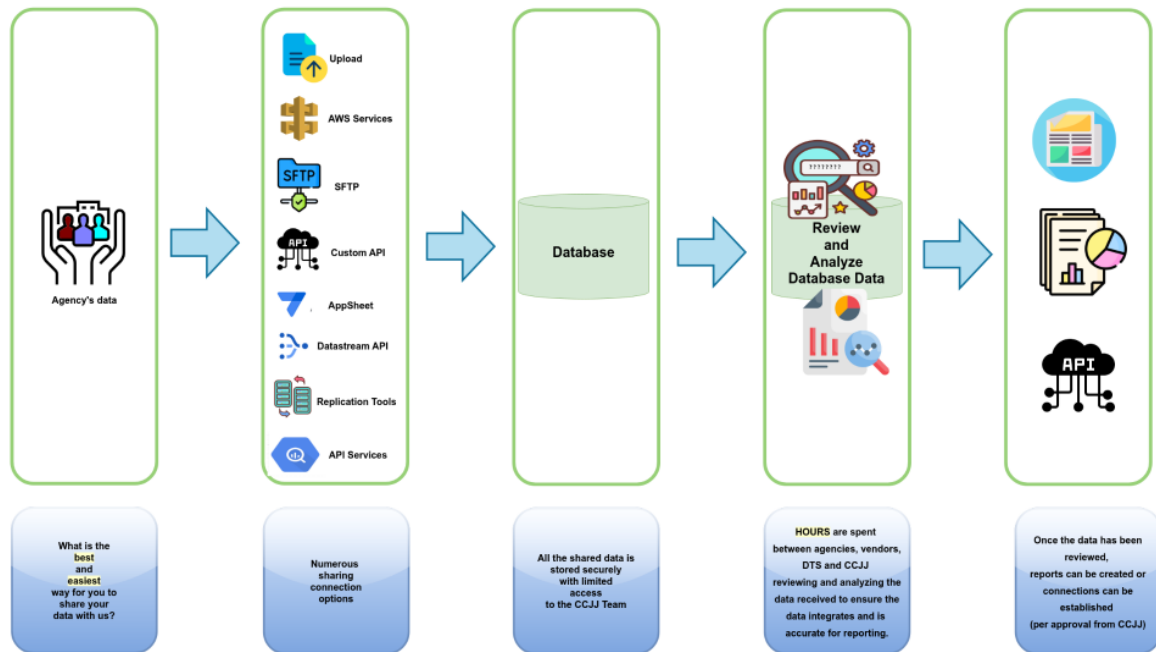 Agency's data
Upload
AWS Services
SFTP
SFTP
API
Custom API
AppSheet
Datastream API
Replication Tools
API Services
Database
????????
Review
and
Analyze
Database Data
API
What is the
best
and
easiest
way for you to
share your
data with us?
Numerous
sharing
connection
options
All the shared data is
stored securely
with limited
access
to the CCJJ Team
HOURS are spent
between agencies, vendors,
DTS and CCJJ
reviewing and analyzing the
data received to ensure the
data integrates and is
accurate for reporting.
Once the data has been
reviewed,
reports can be created or
connections can be
established
(per approval from CCJJ)